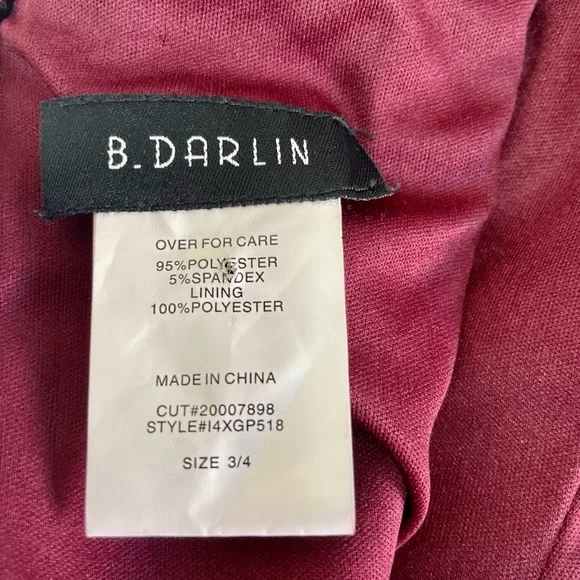 B.DARLIN
OVER FOR CARE
95%POLYESTER
5%SPANDEX
LINING
100%POLYESTER
MADE IN CHINA
CUT#20007898
STYLE#I4XGP518
SIZE 3/4